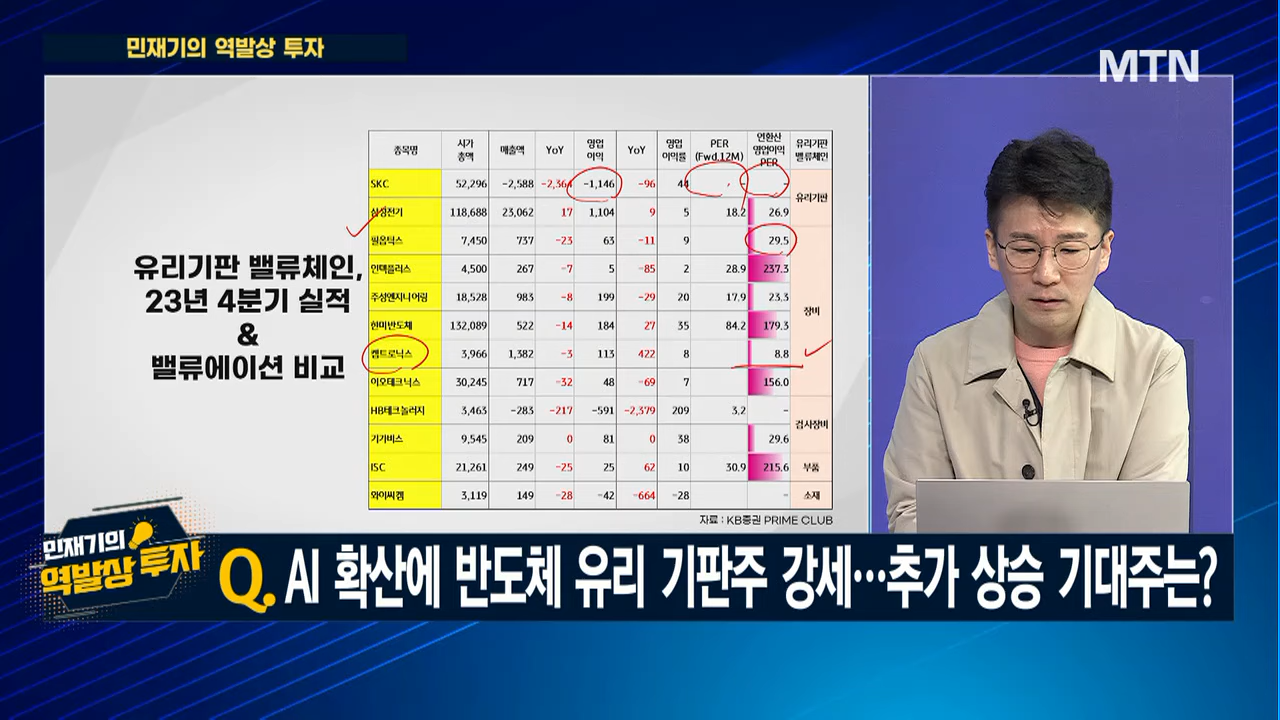 민재기의 역발상 투자
MTN
유리기판 밸류체인,
23년 4분기 실적
&
밸류에이션 비교
종목명 시가총액 매출액 YoY 영업이익 YoY 영업이익률 PER (Fwd.12M) 연환산 영업이익 PER 유리기판 밸류체인
SKC 52,296 -2,588 -2,364 -1,146 -96 44 - 유리기판
삼성전기 118,688 23,062 17 1,104 9 5 18.2 26.9
필옵틱스 7,450 737 -23 63 -11 9 29.5 장비
인텍플러스 4,500 267 -7 5 -85 2 28.9 237.3
주성엔지니어링 18,528 983 -8 199 -29 20 17.9 23.3
한미반도체 132,089 522 -14 184 27 35 84.2 179.3
켐트로닉스 3,966 1,382 -3 113 422 8 8.8
이오테크닉스 30,245 717 -32 48 -69 7 156.0
HB테크놀러지 3,463 -283 -217 -591 -2,379 209 3.2 - 검사장비
기가비스 9,545 209 0 81 0 38 29.6
ISC 21,261 249 -25 25 62 10 30.9 215.6 부품
와이씨켐 3,119 149 -28 -42 -664 -28 - 소재
자료 : KB증권 PRIME CLUB
민재기의
역발상 투자
Q. AI 확산에 반도체 유리 기판주 강세…추가 상승 기대주는?